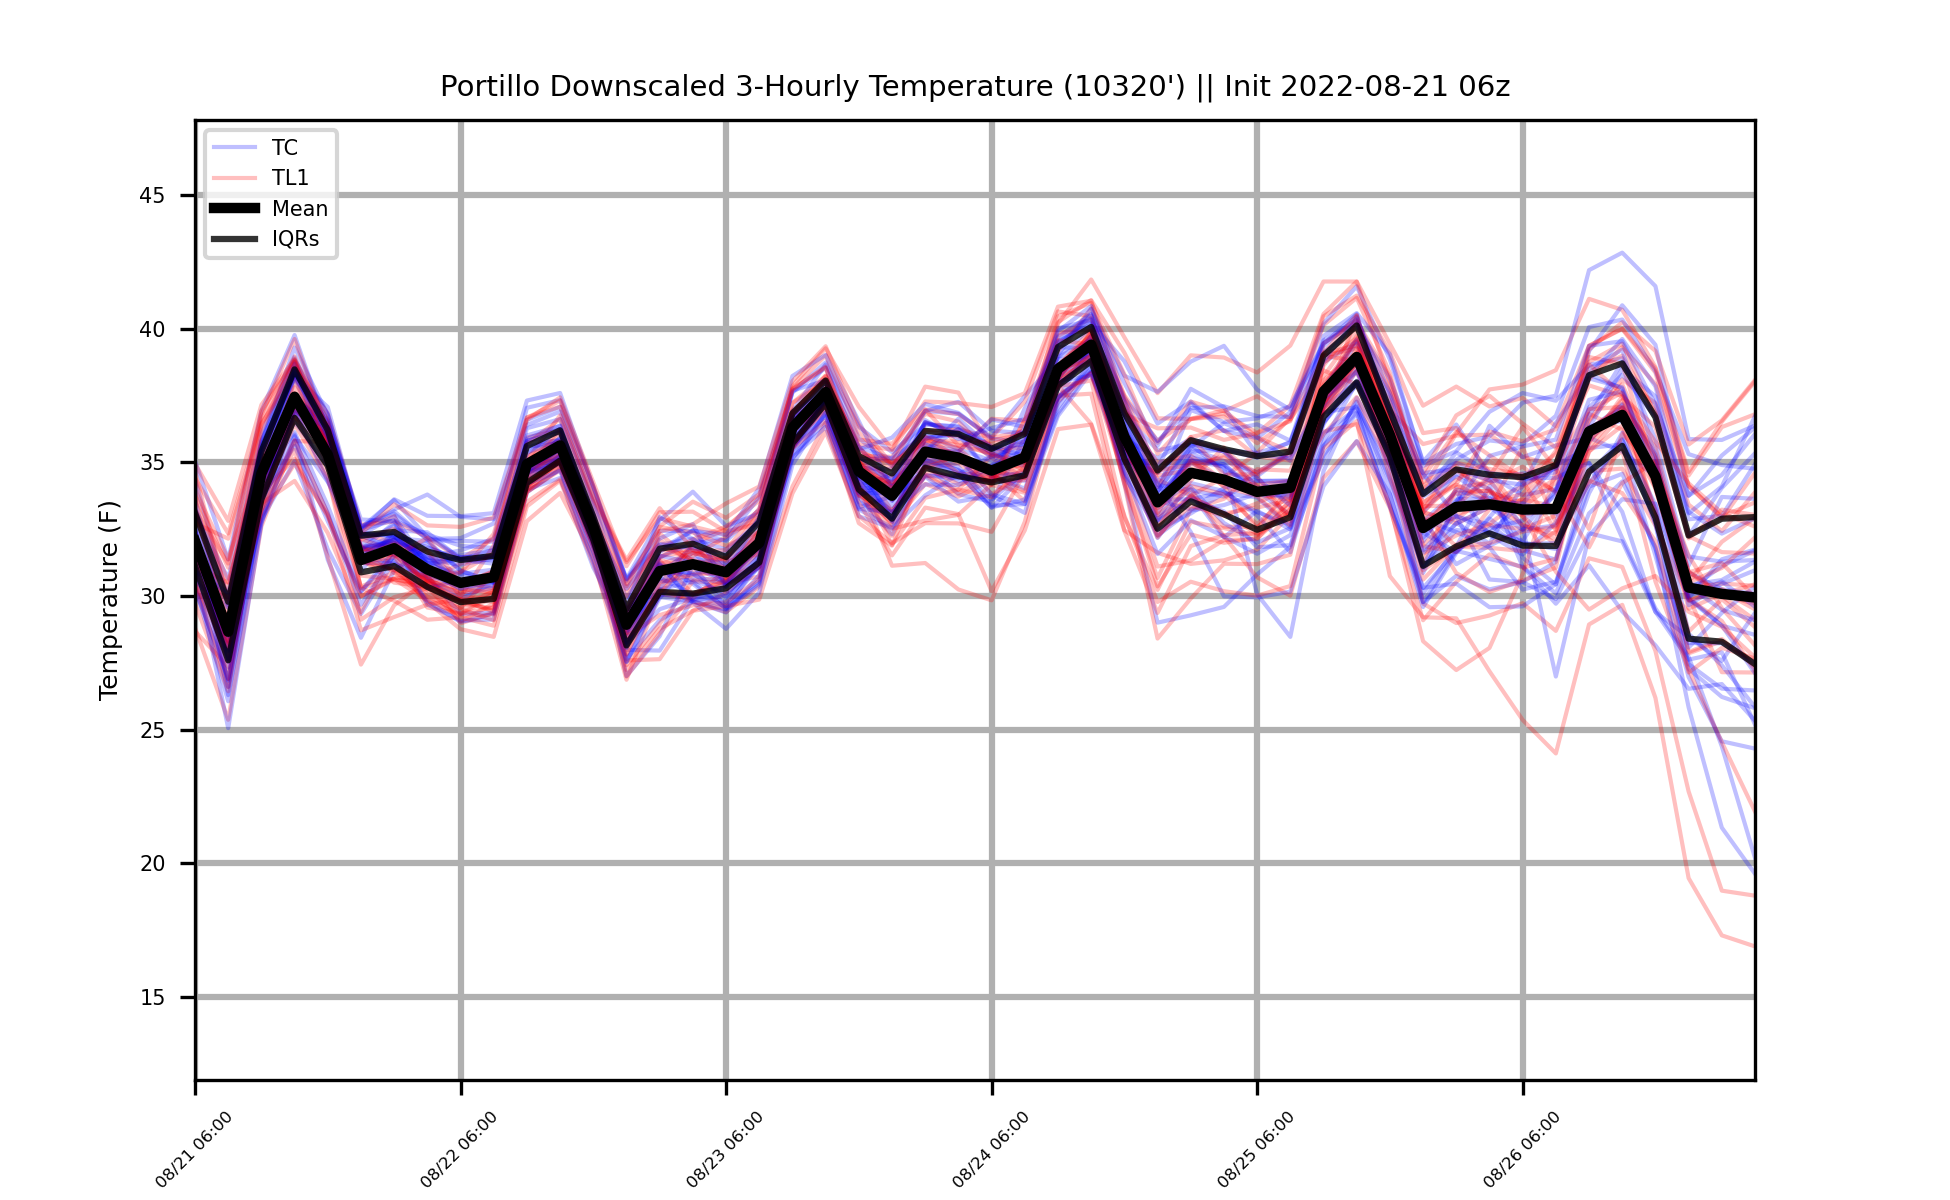 Portillo Downscaled 3-Hourly Temperature (10320') || Init 2022-08-21 06z
TC
TL1
Mean
IQRs
Temperature (F)
45
40
35
30
25
20
15
08/21 06:00
08/22 06:00
08/23 06:00
08/24 06:00
08/25 06:00
08/26 06:00